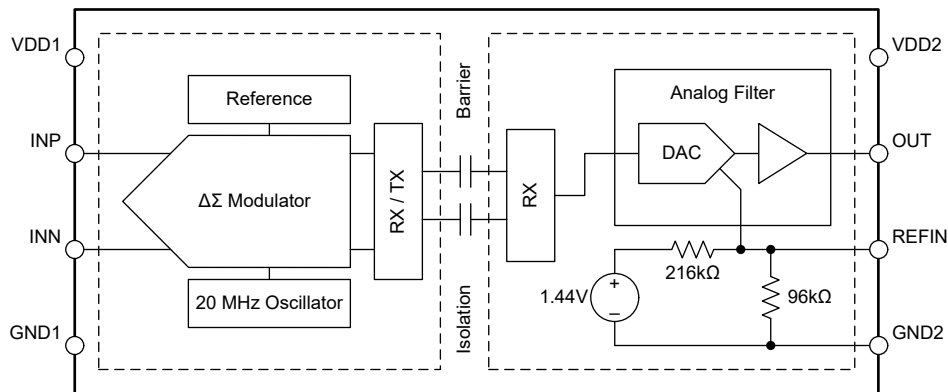 VDD1
VDD2
Reference
Barrier
Analog Filter
INP
OUT
DAC
ΔΣ Modulator
RX / TX
RX
INN
REFIN
216kΩ
20 MHz Oscillator
1.44V
+
–
96kΩ
Isolation
GND1
GND2